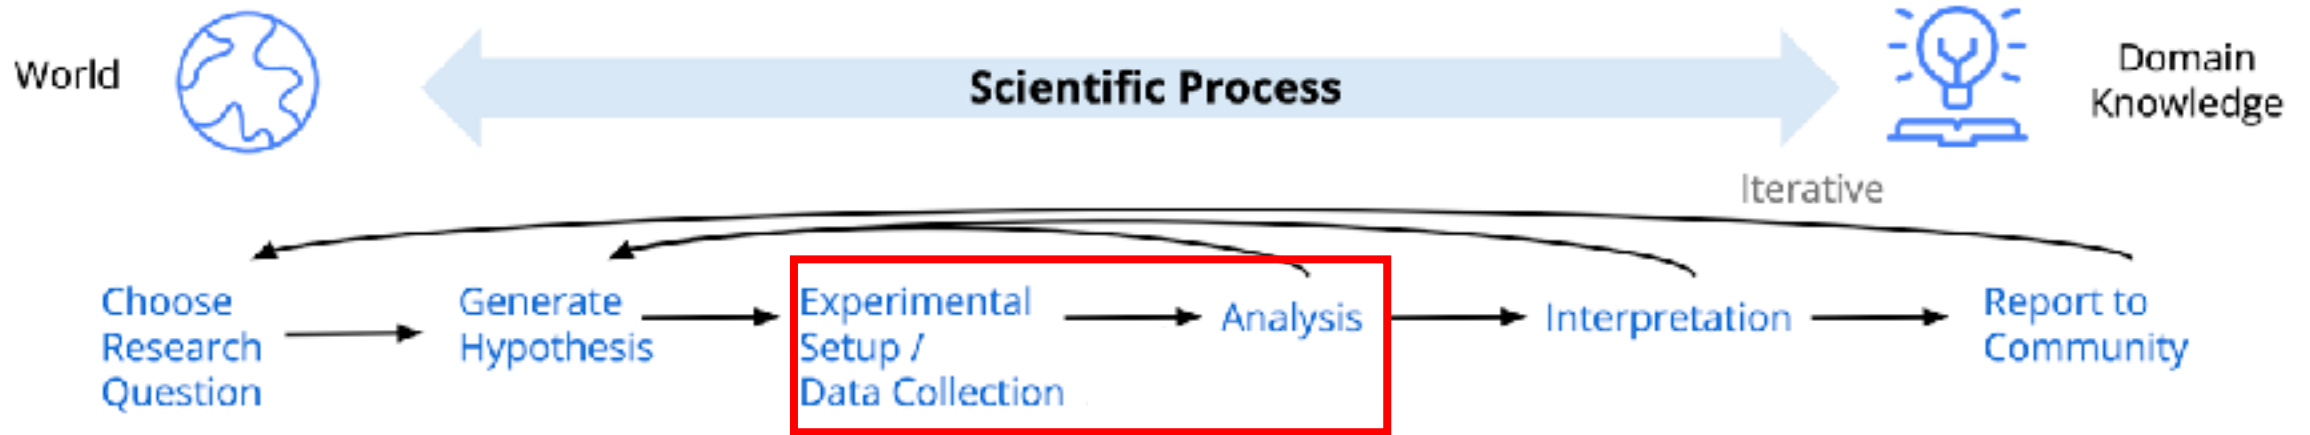 World
Scientific Process
Domain
Knowledge
Iterative
Choose
Research
Question
Generate
Hypothesis
Experimental
Setup /
Data Collection
Analysis
Interpretation
Report to
Community